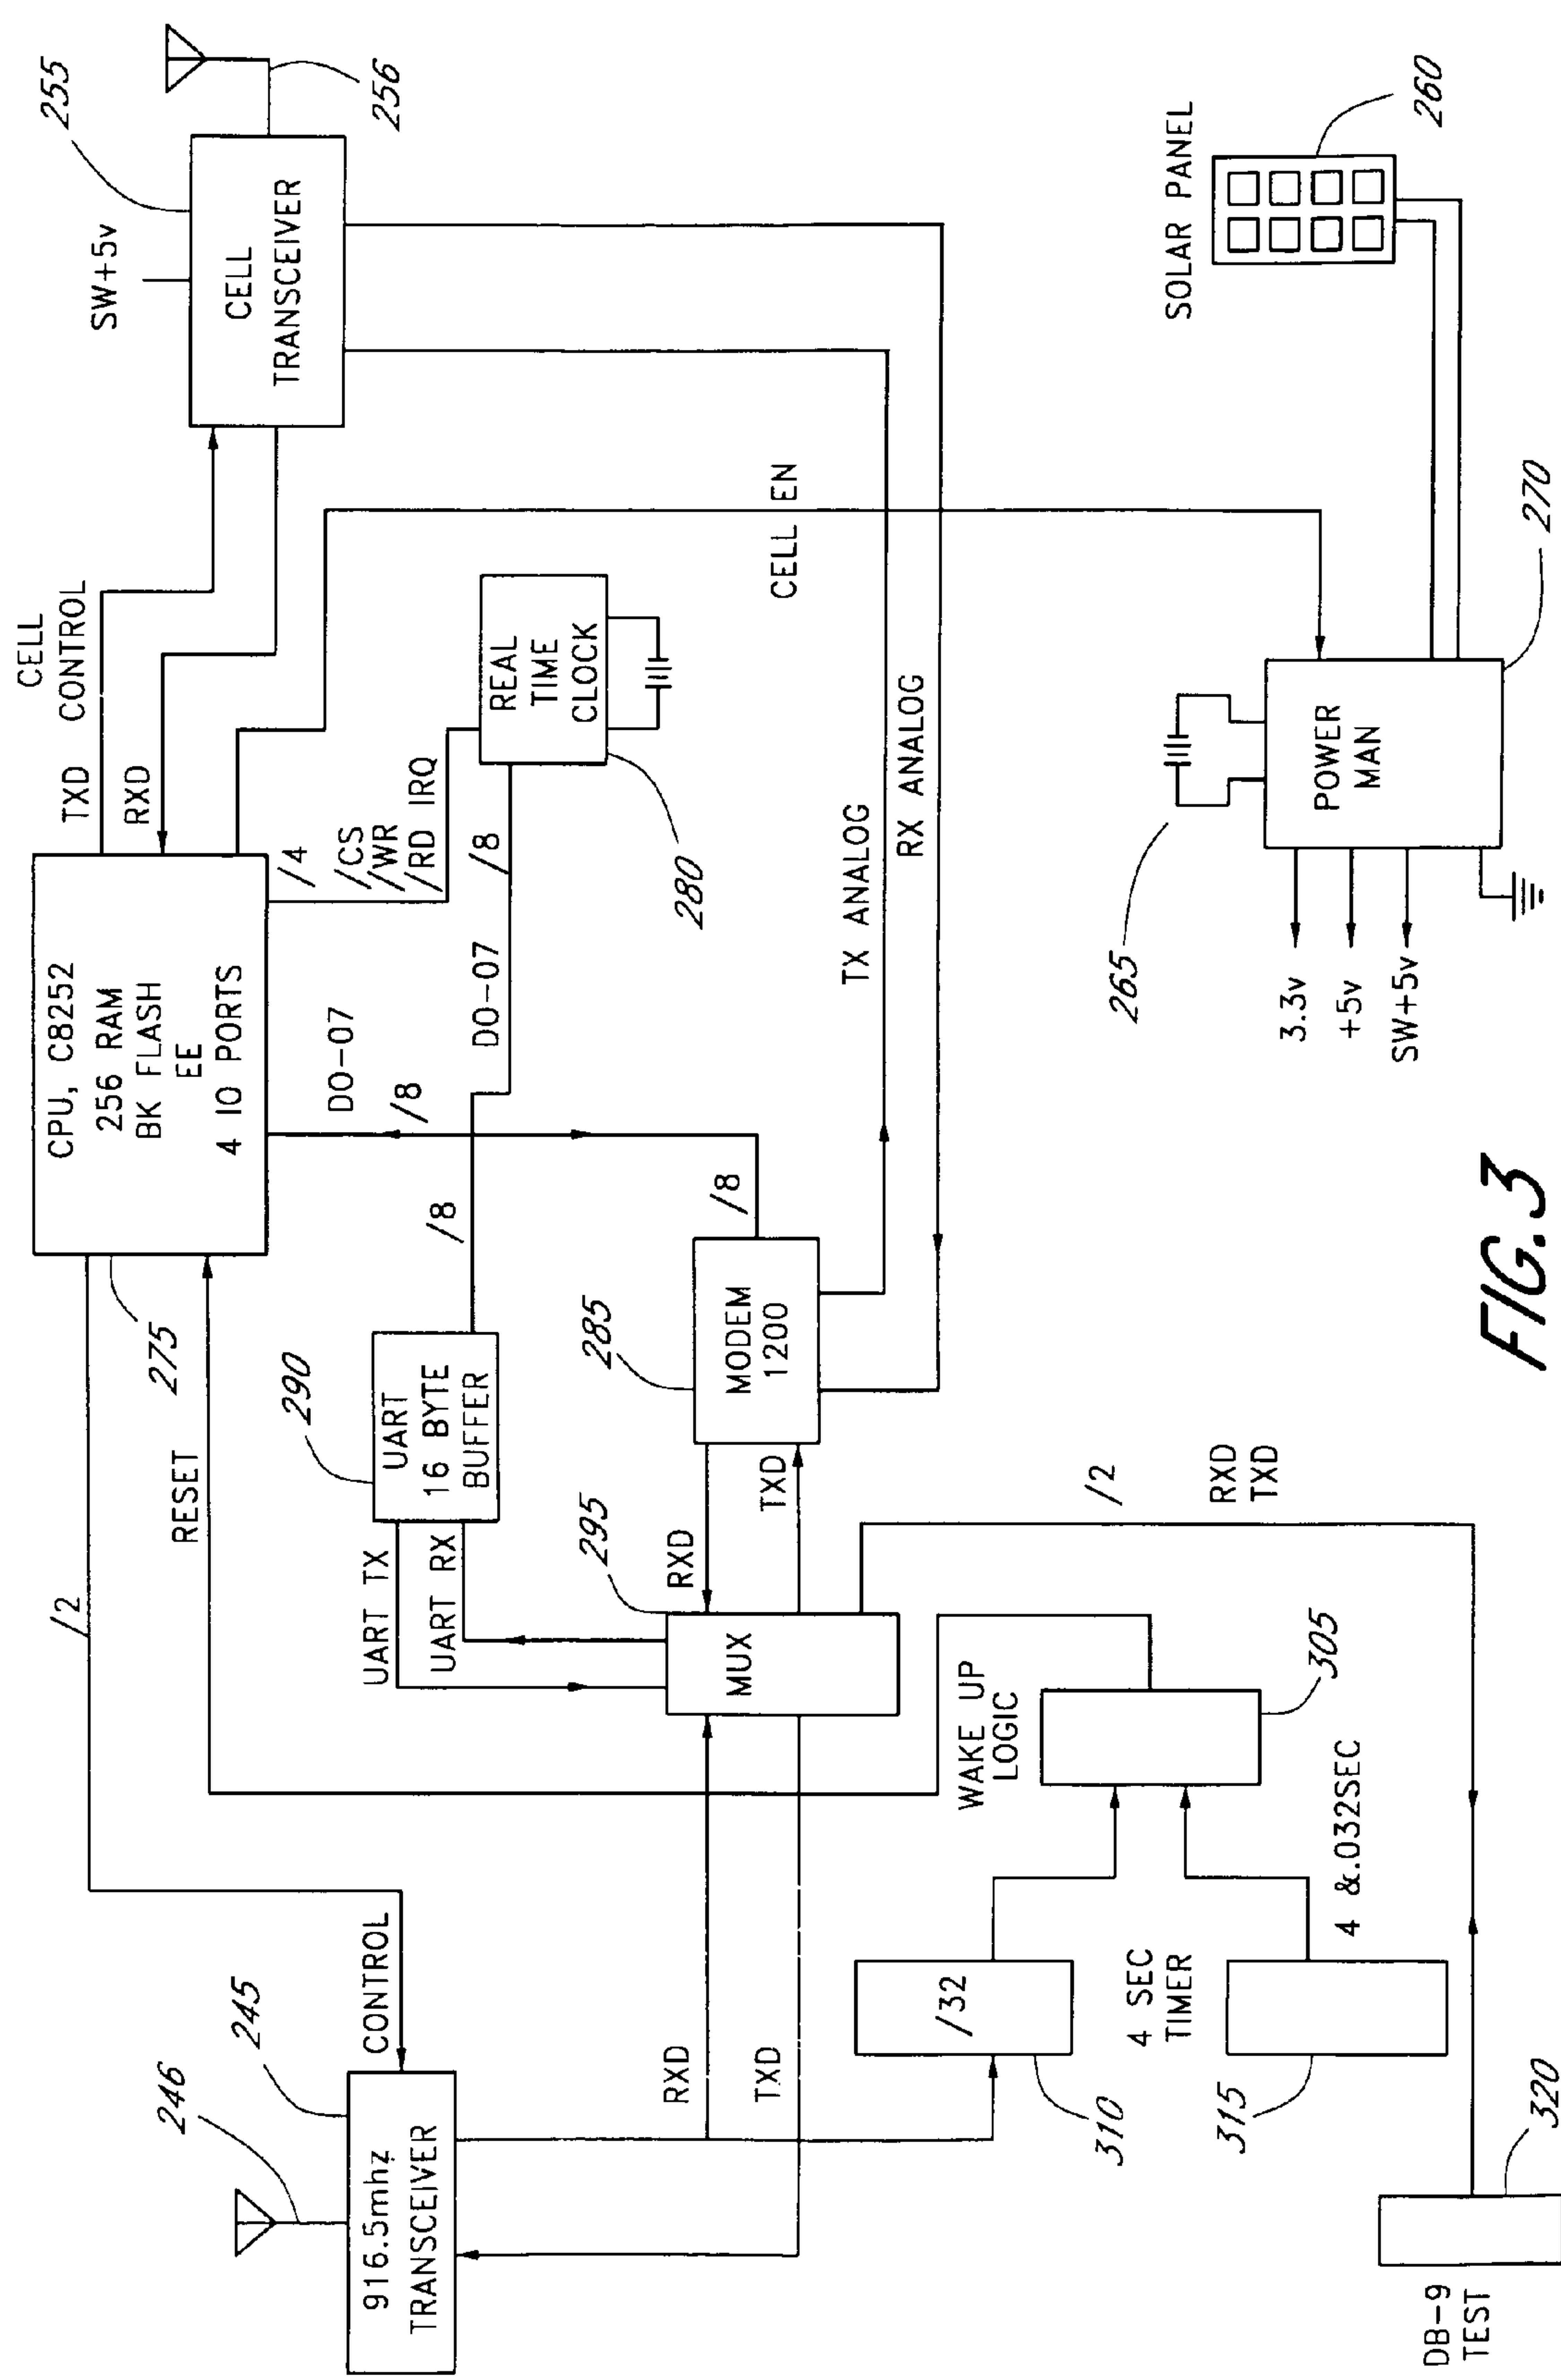 255
SW+5v
CELL
TRANSCEIVER
256
CELL
CONTROL
TXD
RXD
CPU, C8252
256 RAM
BK FLASH
EE
4 IO PORTS
275
/2
RESET
/4
/CS
/WR
/RD IRQ
REAL
TIME
CLOCK
280
/8
DO-07
DO-07
/8
/8
/8
CELL EN
TX ANALOG
RX ANALOG
290
UART
16 BYTE
BUFFER
UART TX
UART RX
285
MODEM
1200
RXD
TXD
295
MUX
246
245
916.5mhz
TRANSCEIVER
CONTROL
RXD
TXD
WAKE UP
LOGIC
305
/32
310
4 SEC
TIMER
315
4 &.032SEC
/2
RXD
TXD
DB-9
TEST
320
SOLAR PANEL
260
265
POWER
MAN
270
3.3v
+5v
SW+5v
FIG.3